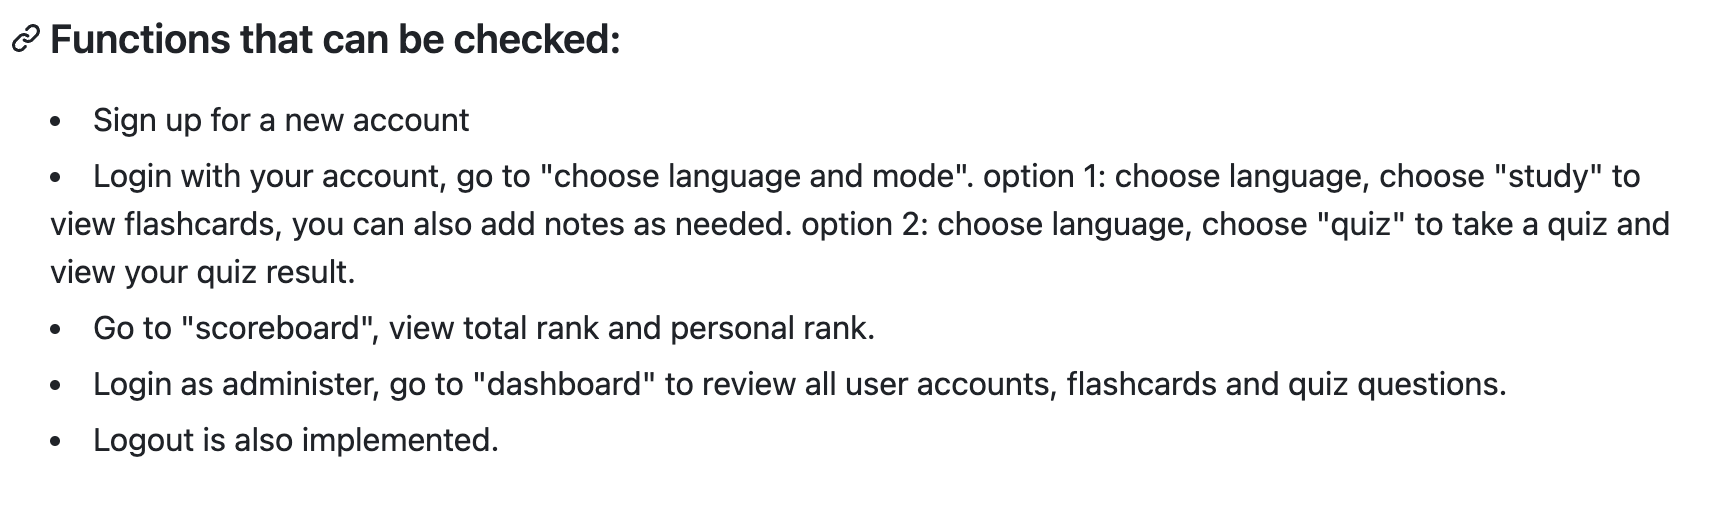 Functions that can be checked:
• Sign up for a new account
• Login with your account, go to "choose language and mode". option 1: choose language, choose "study" to
view flashcards, you can also add notes as needed. option 2: choose language, choose "quiz" to take a quiz and
view your quiz result.
• Go to "scoreboard", view total rank and personal rank.
• Login as administer, go to "dashboard" to review all user accounts, flashcards and quiz questions.
• Logout is also implemented.